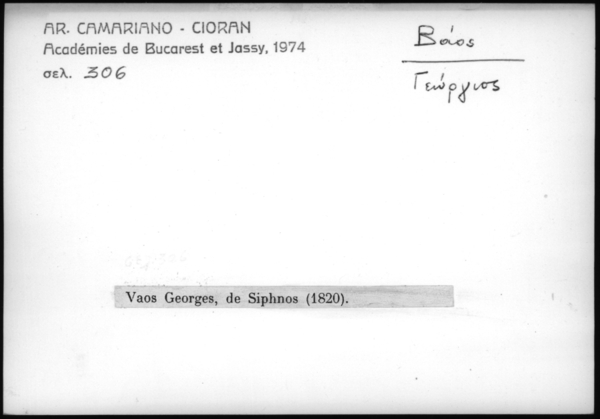 AR. CAMARIANO - CIORAN
Académies de Bucarest et Jassy, 1974
σελ. 306
Βάος
Γεώργιος
Vaos Georges, de Siphnos (1820).